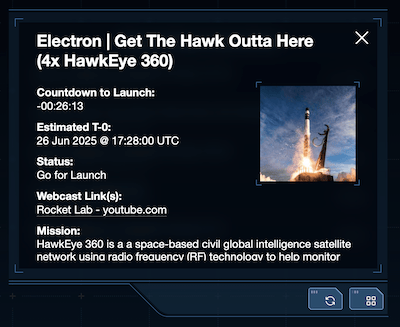 Electron | Get The Hawk Outta Here
(4x HawkEye 360)
Countdown to Launch:
-00:26:13
Estimated T-0:
26 Jun 2025 @ 17:28:00 UTC
Status:
Go for Launch
Webcast Link(s):
Rocket Lab - youtube.com
Mission:
HawkEye 360 is a a space-based civil global intelligence satellite
network using radio frequency (RF) technology to help monitor